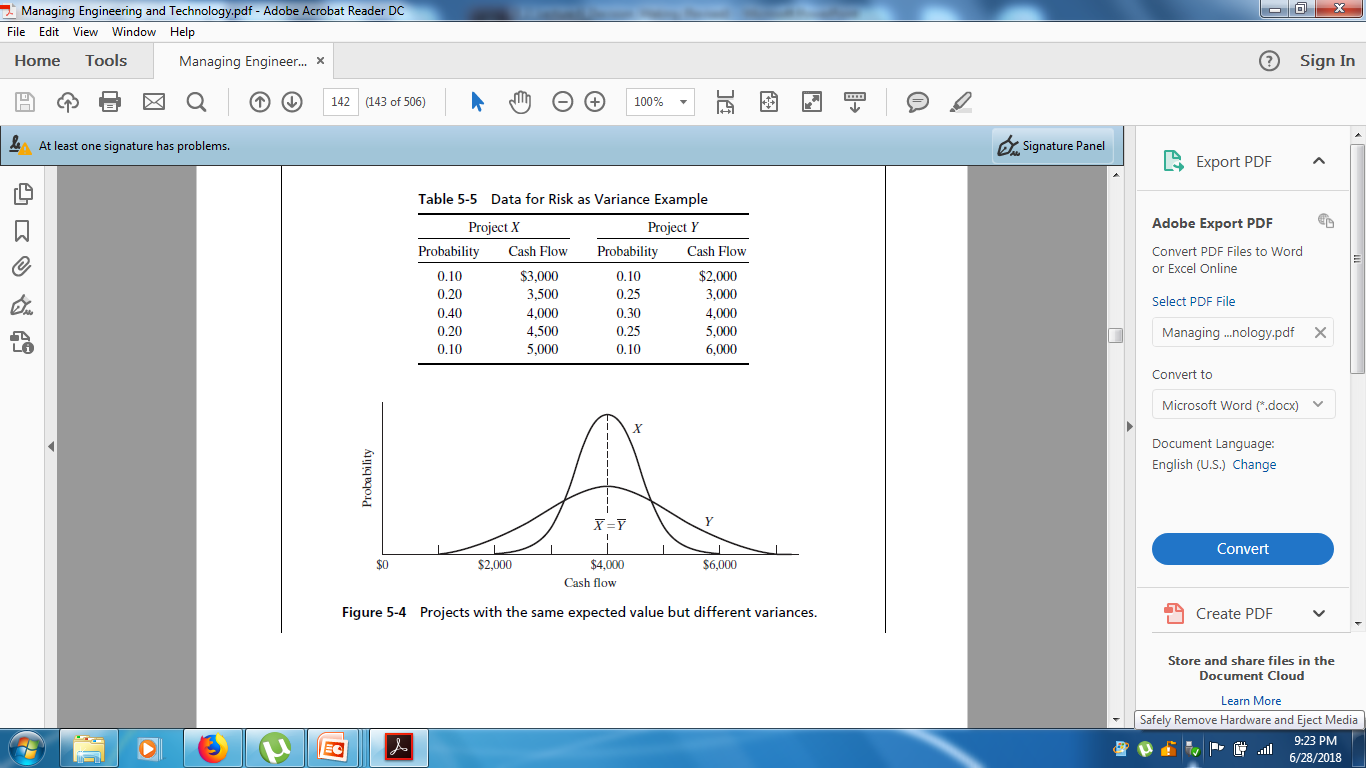 Managing Engineering and Technology.pdf - Adobe Acrobat Reader DC
File Edit View Window Help
Home Tools Managing Engineer... × ? Sign In
142 (143 of 506) 100%
At least one signature has problems. Signature Panel
Table 5-5 Data for Risk as Variance Example
Project X Project Y
Probability Cash Flow Probability Cash Flow
0.10 $3,000 0.10 $2,000
0.20 3,500 0.25 3,000
0.40 4,000 0.30 4,000
0.20 4,500 0.25 5,000
0.10 5,000 0.10 6,000
Probability
X
Y
X̅ = Y̅
$0 $2,000 $4,000 $6,000
Cash flow
Figure 5-4 Projects with the same expected value but different variances.
Export PDF
Adobe Export PDF
Convert PDF Files to Word
or Excel Online
Select PDF File
Managing ...nology.pdf
Convert to
Microsoft Word (*.docx)
Document Language:
English (U.S.) Change
Convert
Create PDF
Store and share files in the
Document Cloud
Learn More
Safely Remove Hardware and Eject Media
9:23 PM
6/28/2018